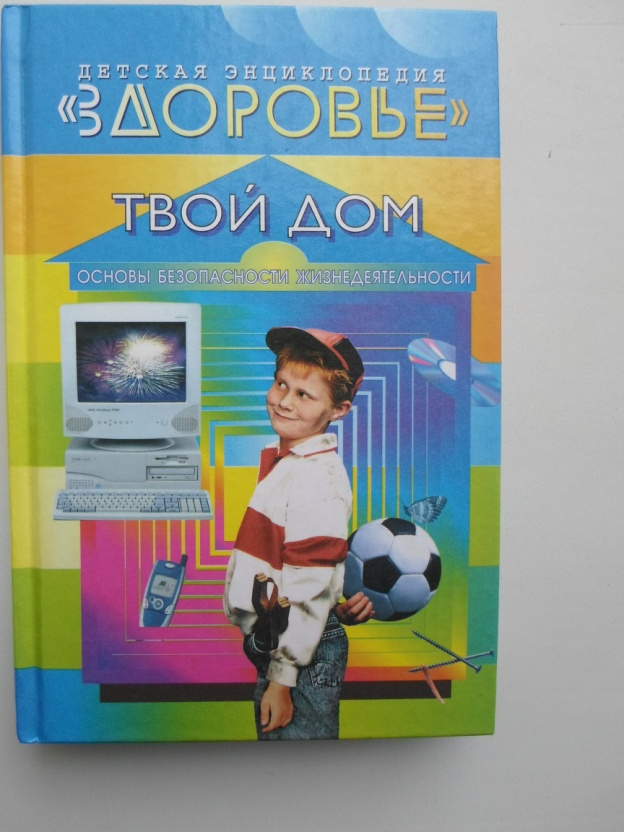 ДЕТСКАЯ ЭНЦИКЛОПЕДИЯ
«ЗДОРОВЬЕ»
ТВОЙ ДОМ
ОСНОВЫ БЕЗОПАСНОСТИ ЖИЗНЕДЕЯТЕЛЬНОСТИ